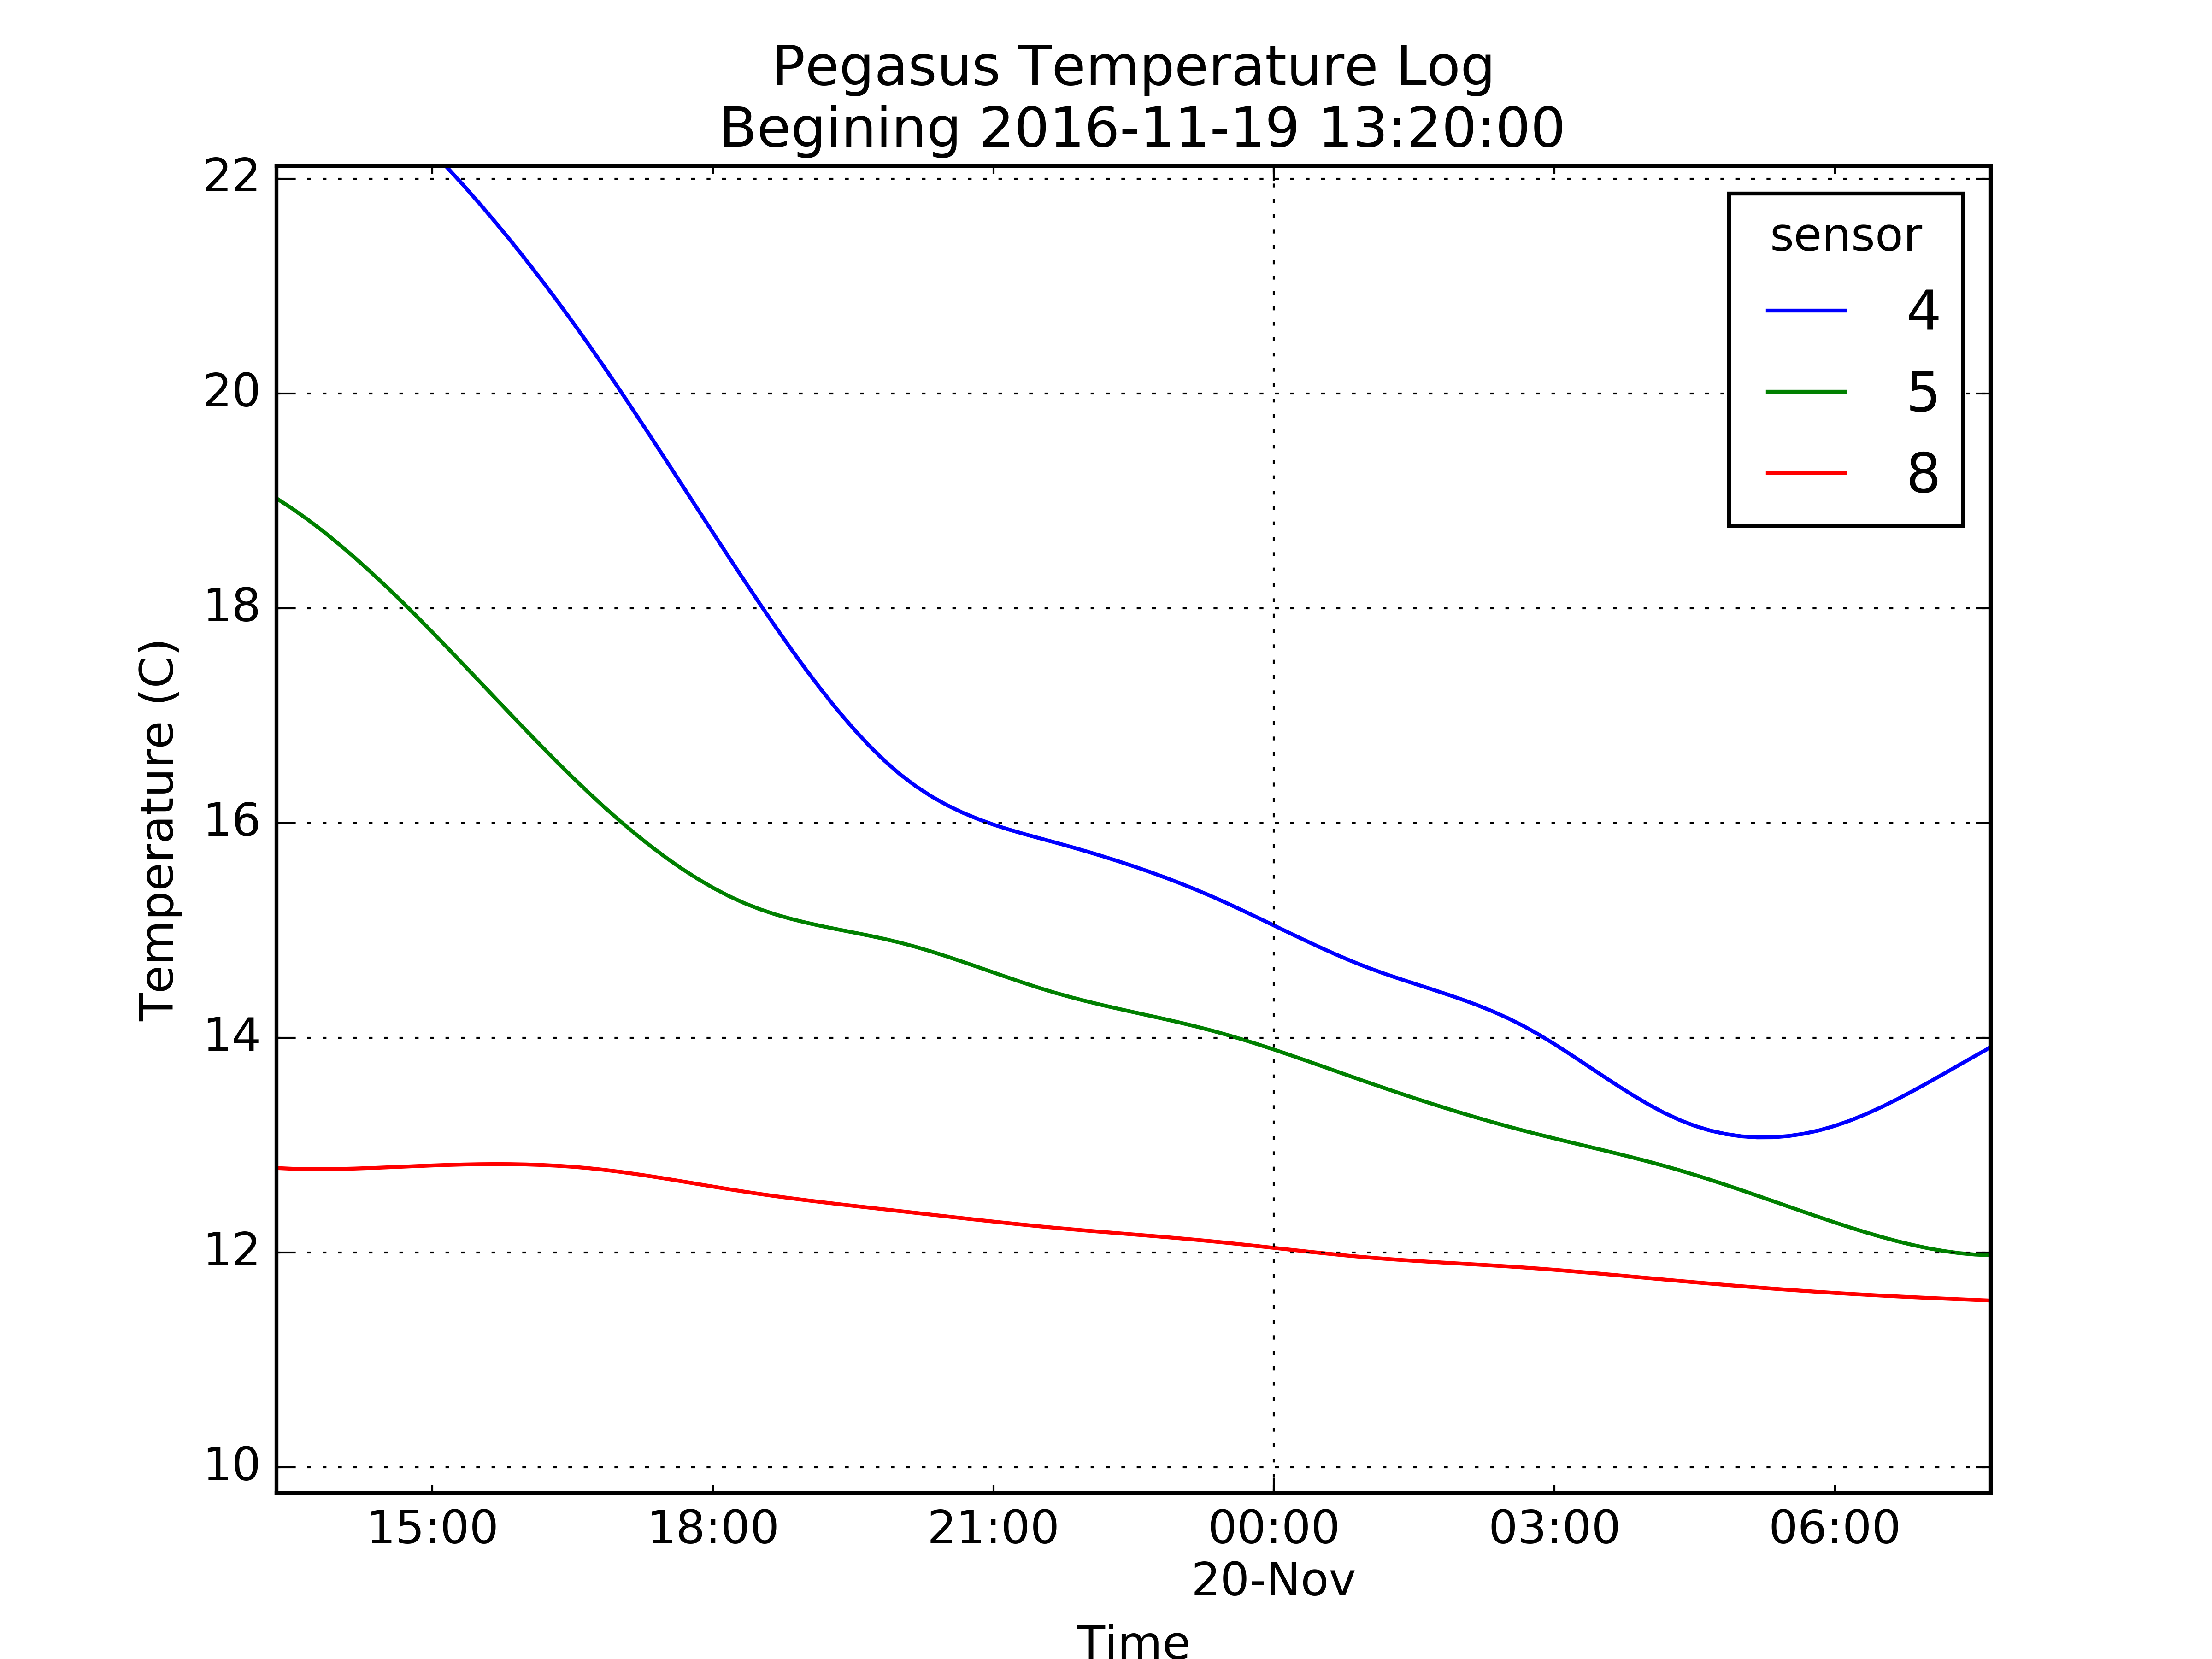 Pegasus Temperature Log
Begining 2016-11-19 13:20:00
22
20
18
16
14
12
10
Temperature (C)
sensor
4
5
8
15:00 18:00 21:00 00:00 03:00 06:00
20-Nov
Time